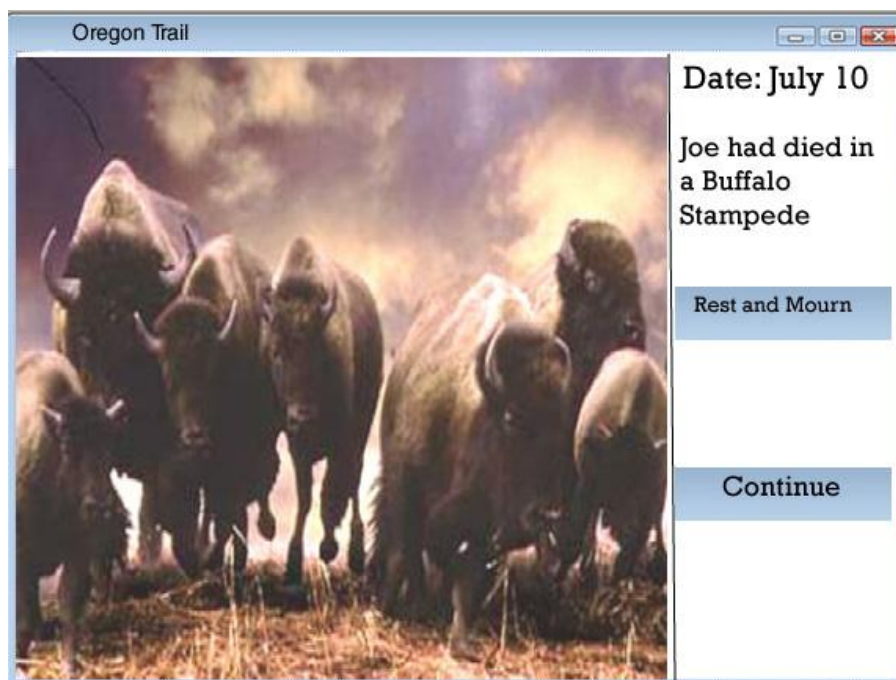 Oregon Trail
Date: July 10
Joe had died in
a Buffalo
Stampede
Rest and Mourn
Continue